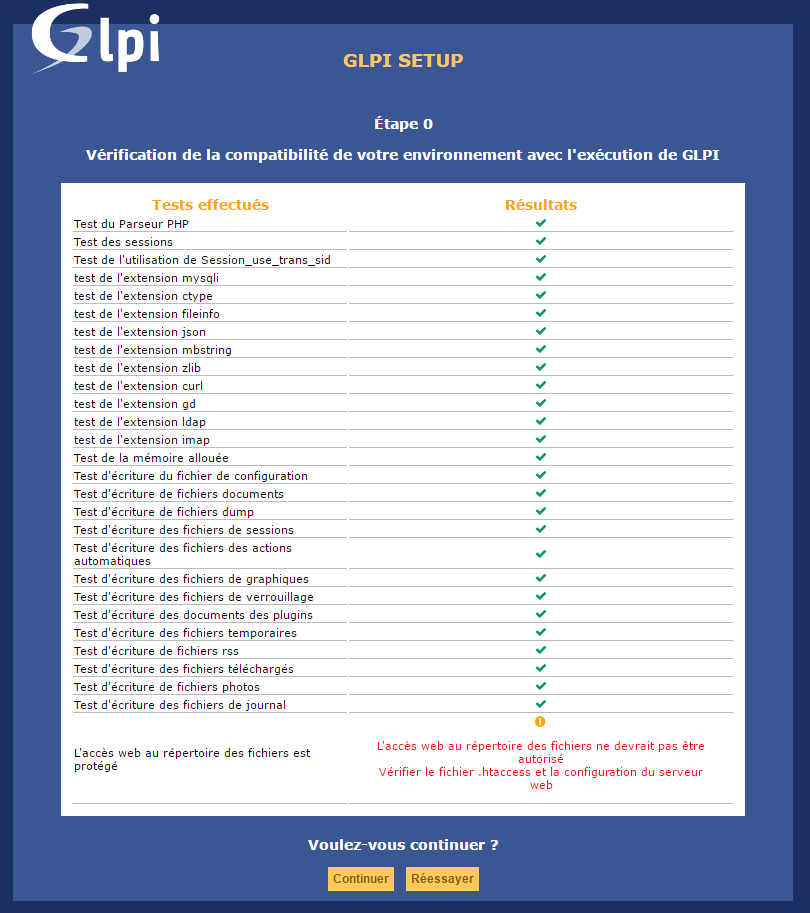 Glpi
GLPI SETUP
Étape 0
Vérification de la compatibilité de votre environnement avec l'exécution de GLPI
Tests effectués Résultats
Test du Parseur PHP
Test des sessions
Test de l'utilisation de Session_use_trans_sid
test de l'extension mysqli
test de l'extension ctype
test de l'extension fileinfo
test de l'extension json
test de l'extension mbstring
test de l'extension zlib
test de l'extension curl
test de l'extension gd
test de l'extension ldap
test de l'extension imap
Test de la mémoire allouée
Test d'écriture du fichier de configuration
Test d'écriture de fichiers documents
Test d'écriture de fichiers dump
Test d'écriture des fichiers de sessions
Test d'écriture des fichiers des actions
automatiques
Test d'écriture des fichiers de graphiques
Test d'écriture des fichiers de verrouillage
Test d'écriture des documents des plugins
Test d'écriture des fichiers temporaires
Test d'écriture de fichiers rss
Test d'écriture des fichiers téléchargés
Test d'écriture de fichiers photos
Test d'écriture des fichiers de journal
L'accès web au répertoire des fichiers est
protégé
L'accès web au répertoire des fichiers ne devrait pas être
autorisé
Vérifier le fichier .htaccess et la configuration du serveur
web
Voulez-vous continuer ?
Continuer Réessayer